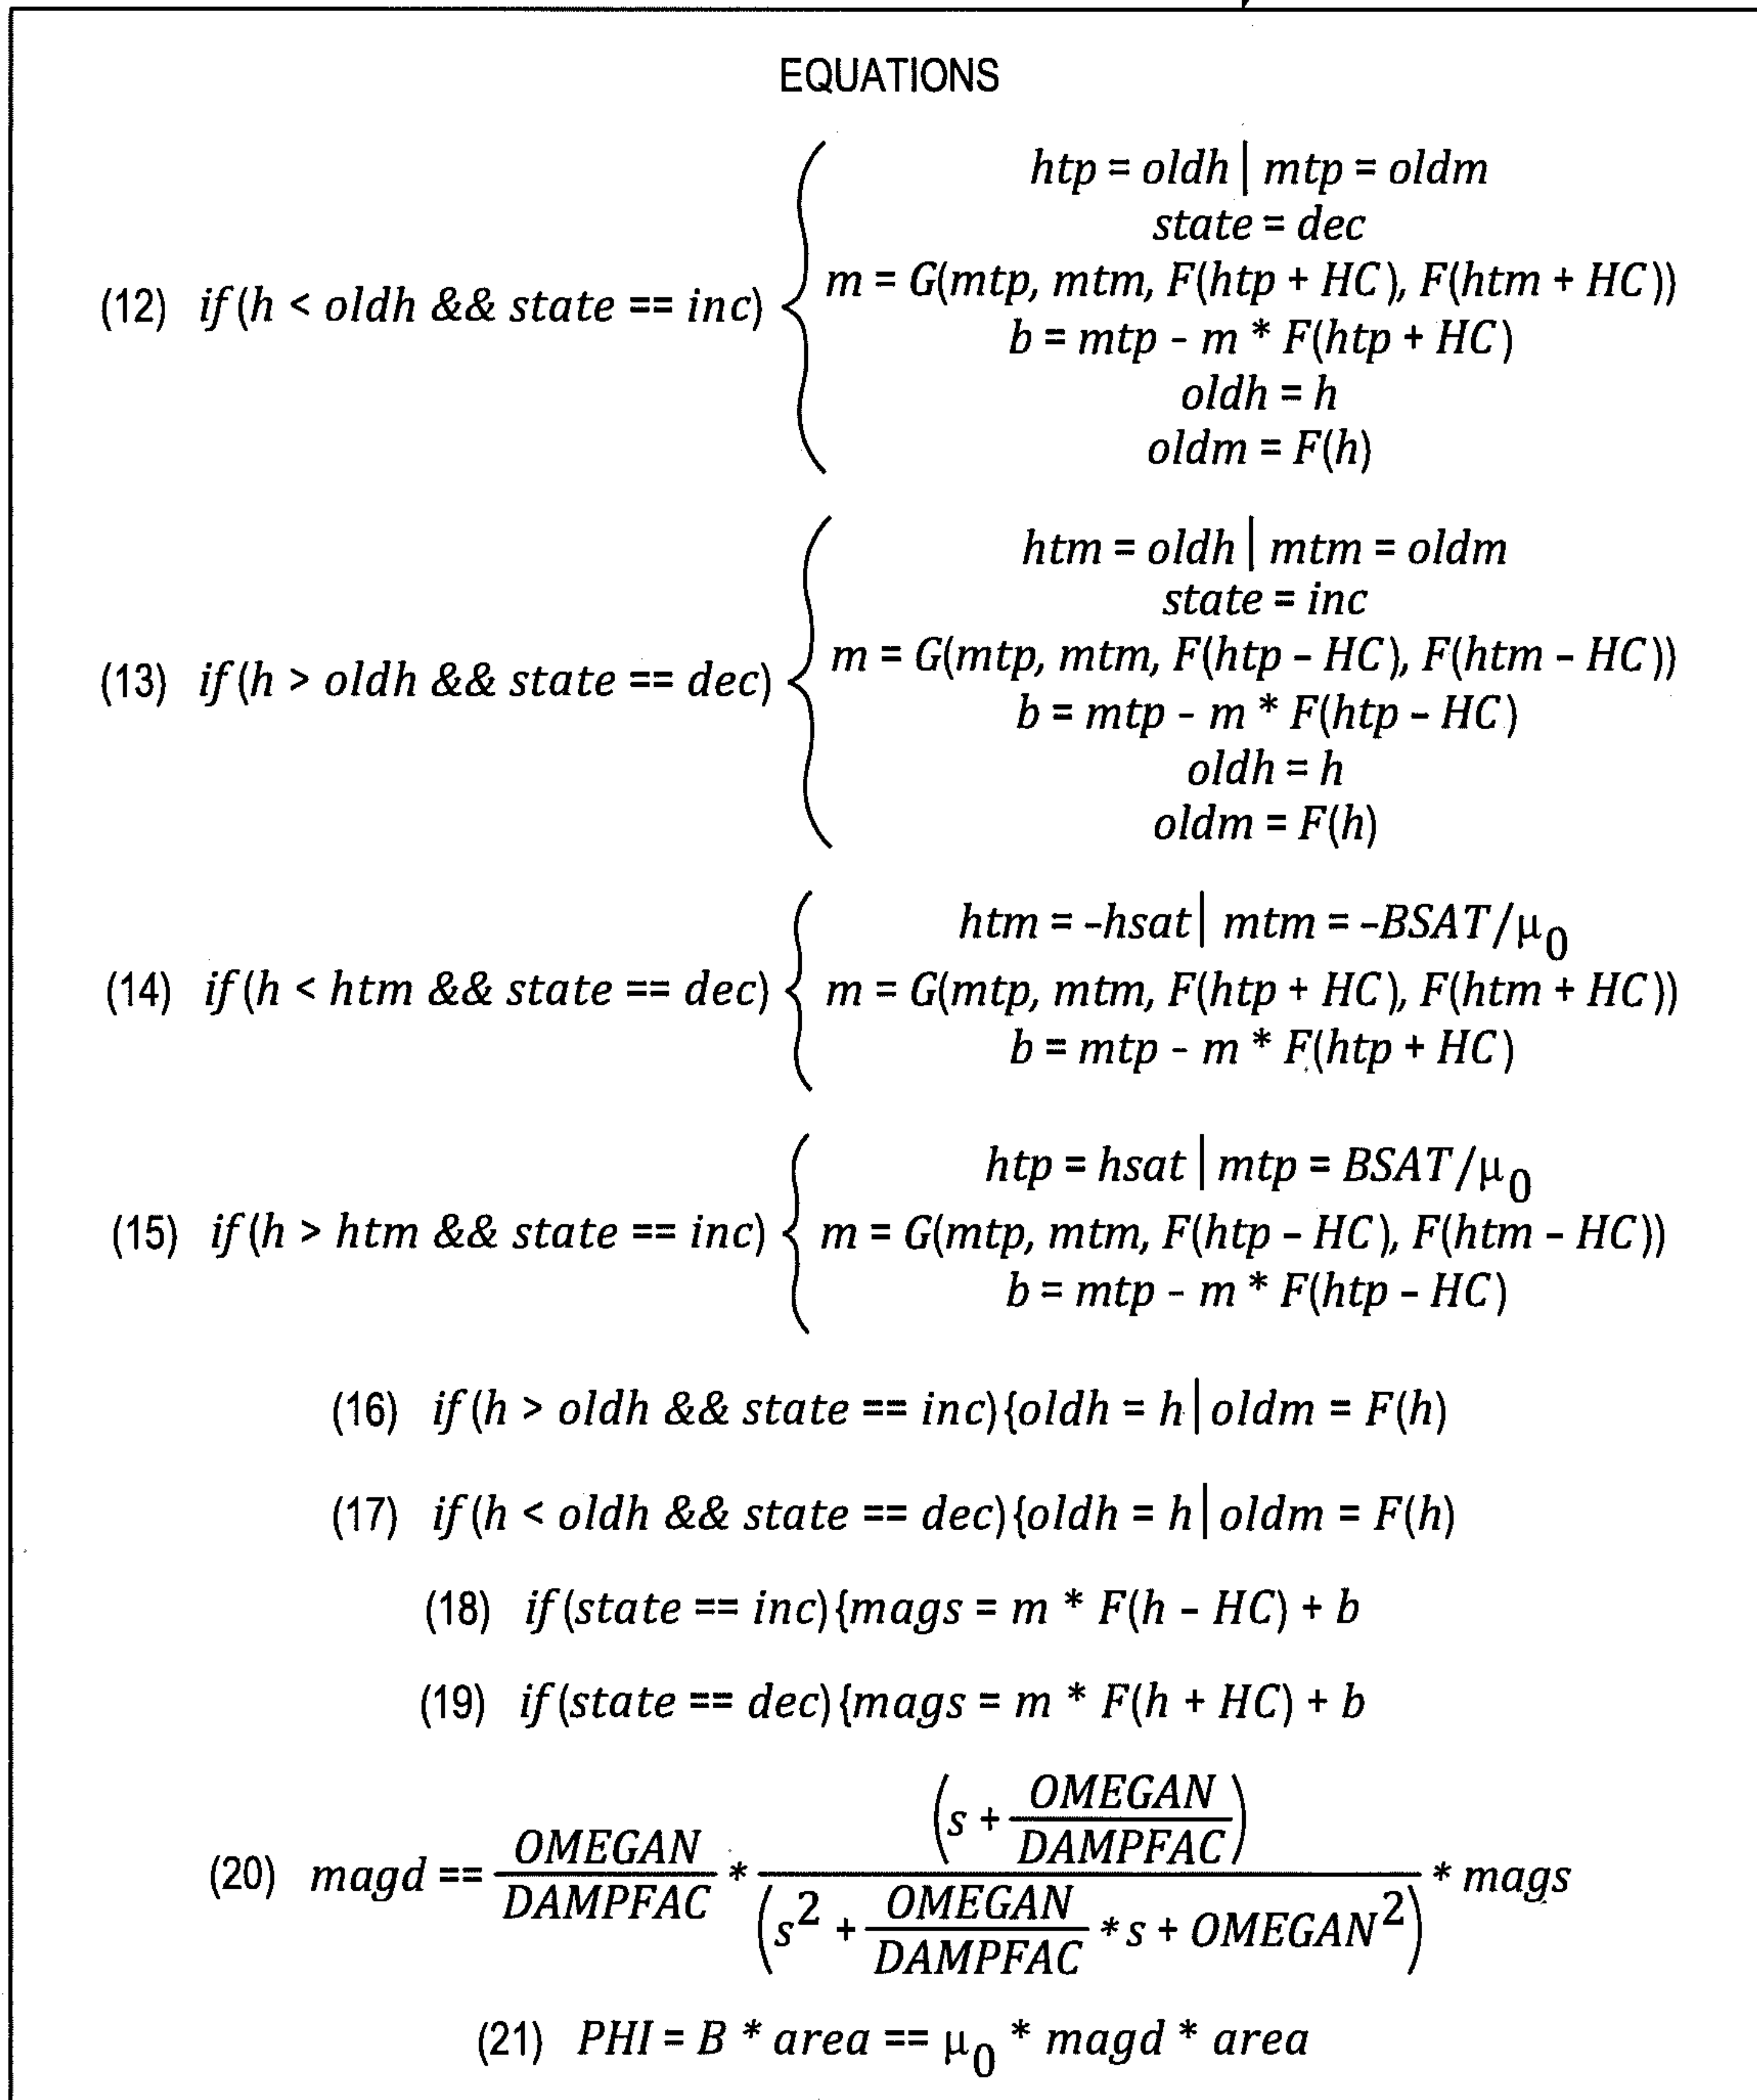 EQUATIONS
(12) if(h < oldh && state == inc) {
htp = oldh | mtp = oldm
state = dec
m = G(mtp, mtm, F(htp + HC), F(htm + HC))
b = mtp - m * F(htp + HC)
oldh = h
oldm = F(h)
(13) if(h > oldh && state == dec) {
htm = oldh | mtm = oldm
state = inc
m = G(mtp, mtm, F(htp - HC), F(htm - HC))
b = mtp - m * F(htp - HC)
oldh = h
oldm = F(h)
(14) if(h < htm && state == dec) {
htm = -hsat | mtm = -BSAT/μ₀
m = G(mtp, mtm, F(htp + HC), F(htm + HC))
b = mtp - m * F(htp + HC)
(15) if(h > htm && state == inc) {
htp = hsat | mtp = BSAT/μ₀
m = G(mtp, mtm, F(htp - HC), F(htm - HC))
b = mtp - m * F(htp - HC)
(16) if(h > oldh && state == inc){oldh = h | oldm = F(h)
(17) if(h < oldh && state == dec){oldh = h | oldm = F(h)
(18) if(state == inc){mags = m * F(h - HC) + b
(19) if(state == dec){mags = m * F(h + HC) + b
(20) magd == OMEGAN/DAMPFAC * (s + OMEGAN/DAMPFAC)/(s² + OMEGAN/DAMPFAC * s + OMEGAN²) * mags
(21) PHI = B * area == μ₀ * magd * area